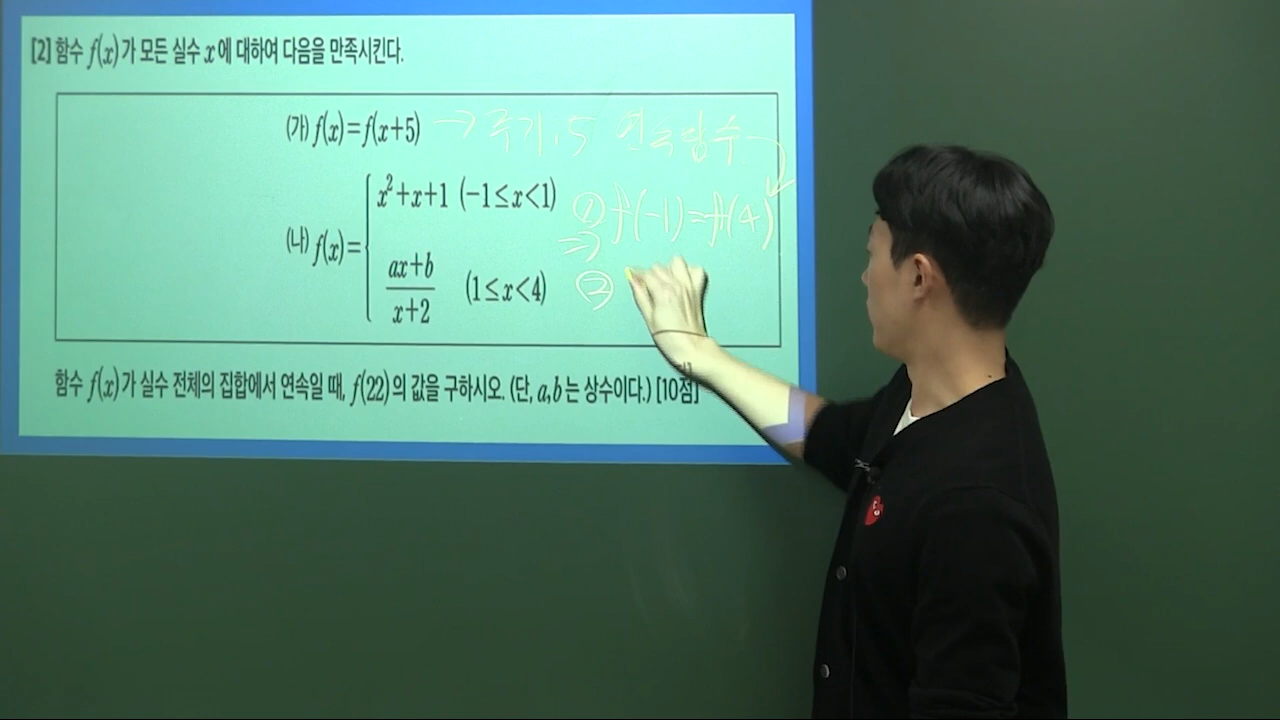 [2] 함수 f(x)가 모든 실수 x에 대하여 다음을 만족시킨다.
(가) f(x)=f(x+5) → 주기 : 5 연속함수
(나) f(x)={ x²+x+1 (-1≤x<1)
① f(-1)=f(4)
⇒
(ax+b)/(x+2) (1≤x<4)
②
함수 f(x)가 실수 전체의 집합에서 연속일 때, f(22)의 값을 구하시오. (단, a,b는 상수이다.) [10점]